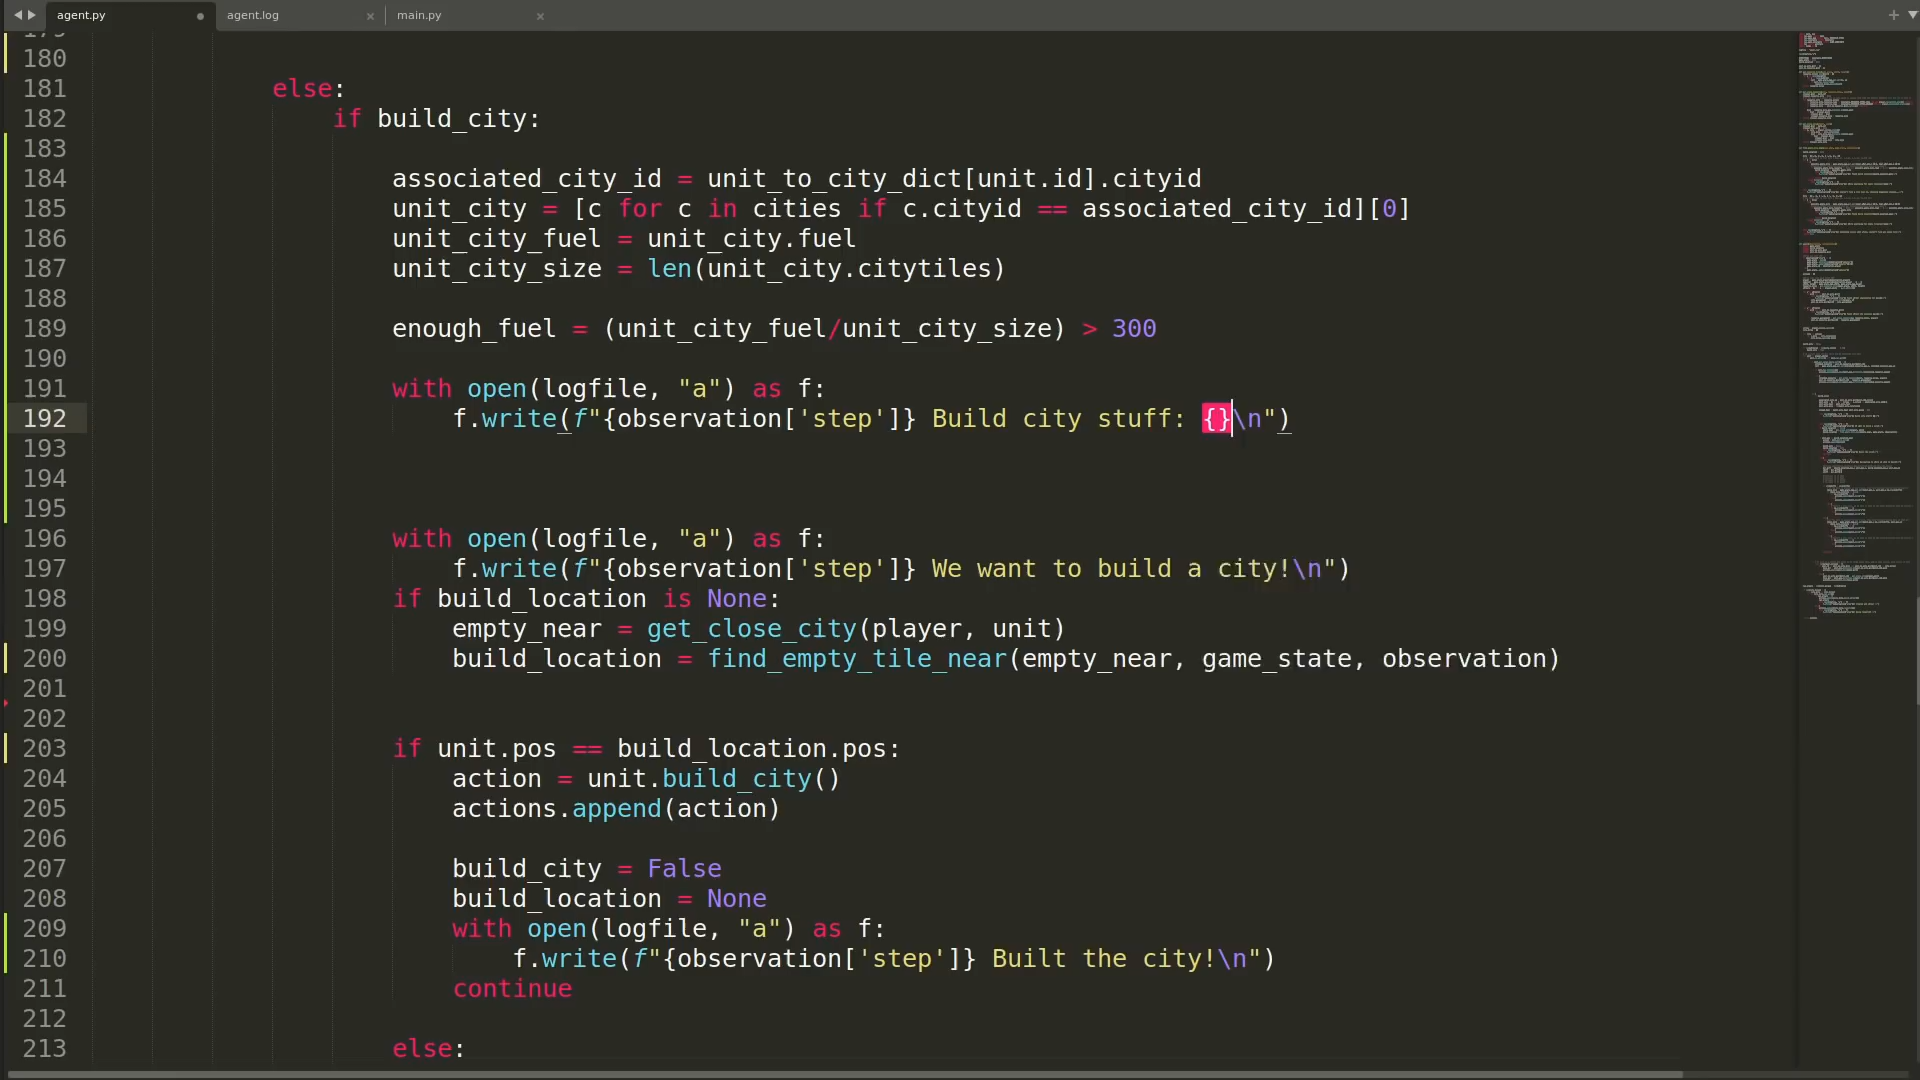 agent.py
agent.log
main.py
180
181 else:
182 if build_city:
183
184 associated_city_id = unit_to_city_dict[unit.id].cityid
185 unit_city = [c for c in cities if c.cityid == associated_city_id][0]
186 unit_city_fuel = unit_city.fuel
187 unit_city_size = len(unit_city.citytiles)
188
189 enough_fuel = (unit_city_fuel/unit_city_size) > 300
190
191 with open(logfile, "a") as f:
192 f.write(f"{observation['step']} Build city stuff: {}\n")
193
194
195
196 with open(logfile, "a") as f:
197 f.write(f"{observation['step']} We want to build a city!\n")
198 if build_location is None:
199 empty_near = get_close_city(player, unit)
200 build_location = find_empty_tile_near(empty_near, game_state, observation)
201
202
203 if unit.pos == build_location.pos:
204 action = unit.build_city()
205 actions.append(action)
206
207 build_city = False
208 build_location = None
209 with open(logfile, "a") as f:
210 f.write(f"{observation['step']} Built the city!\n")
211 continue
212
213 else: